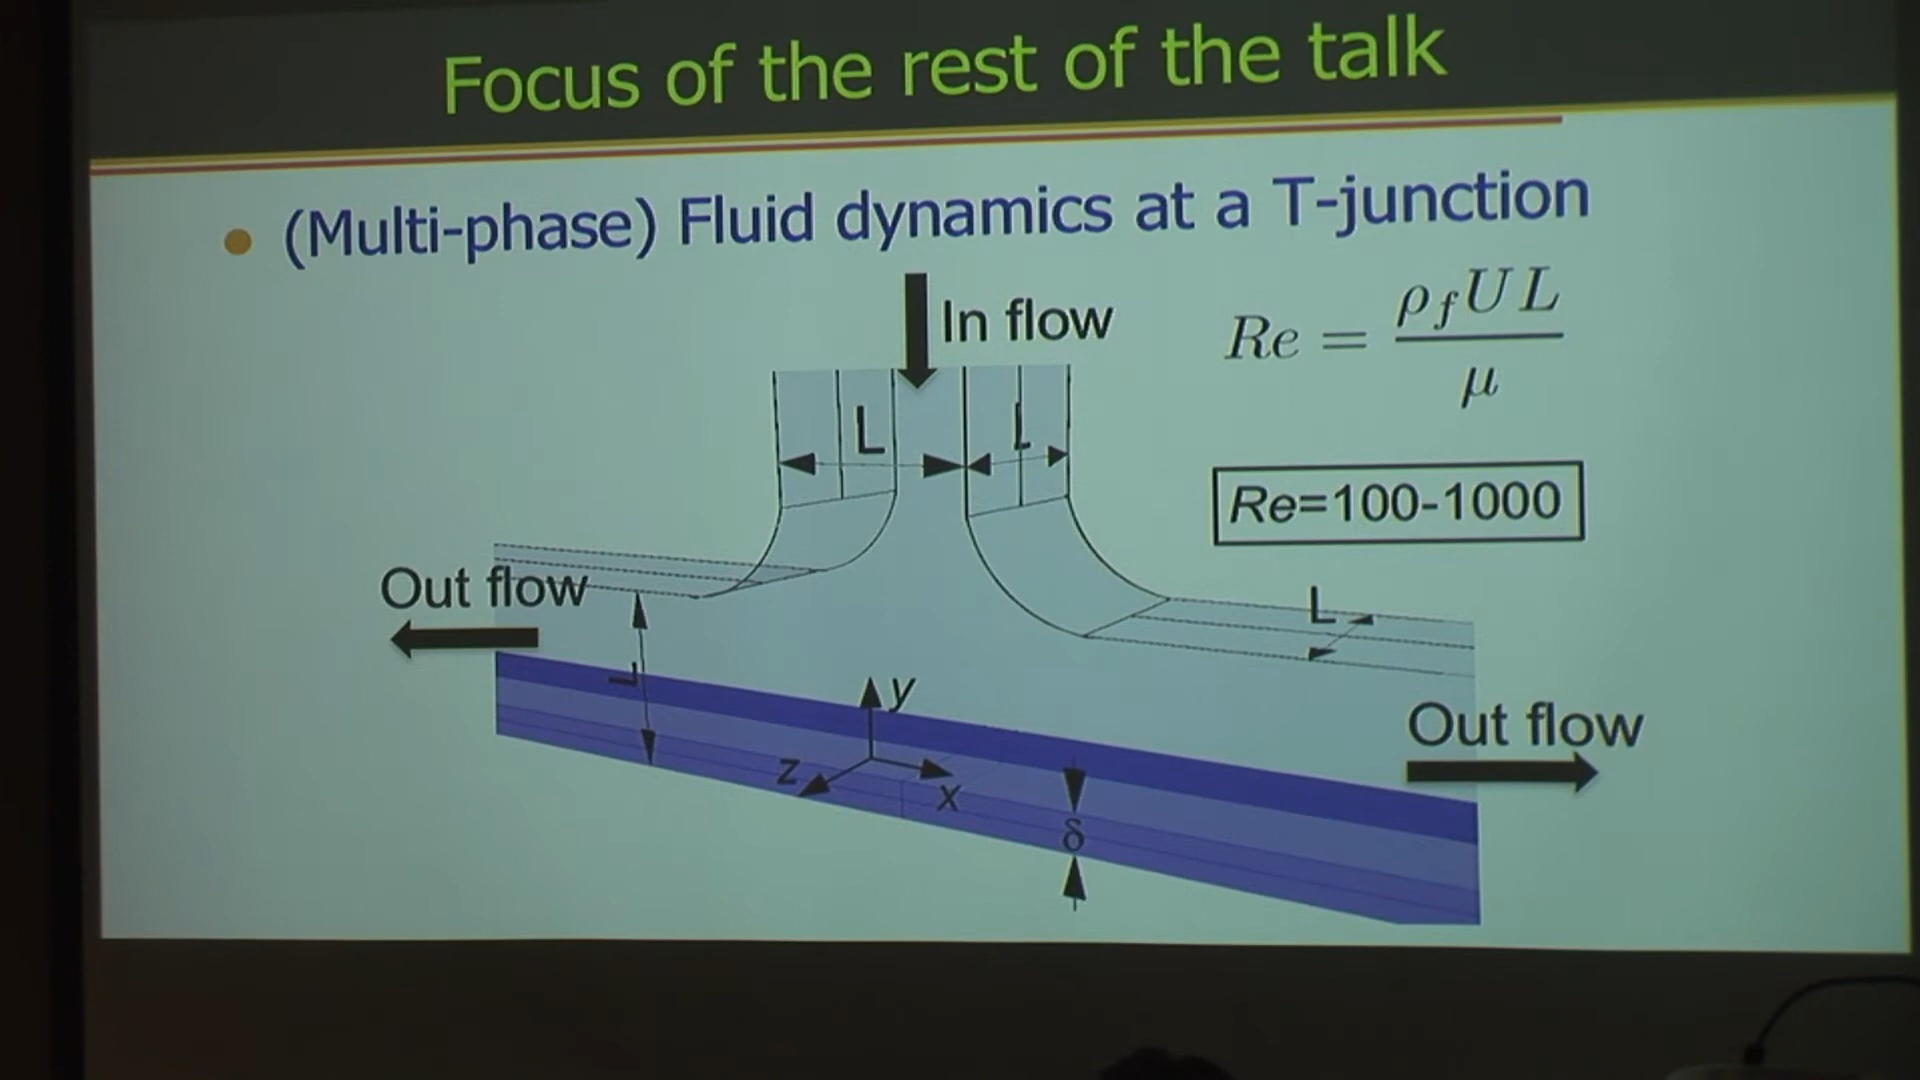 Focus of the rest of the talk
• (Multi-phase) Fluid dynamics at a T-junction
In flow
Re = ρ_f U L / μ
L
L
Re=100-1000
Out flow
L
L
y
z
x
δ
Out flow